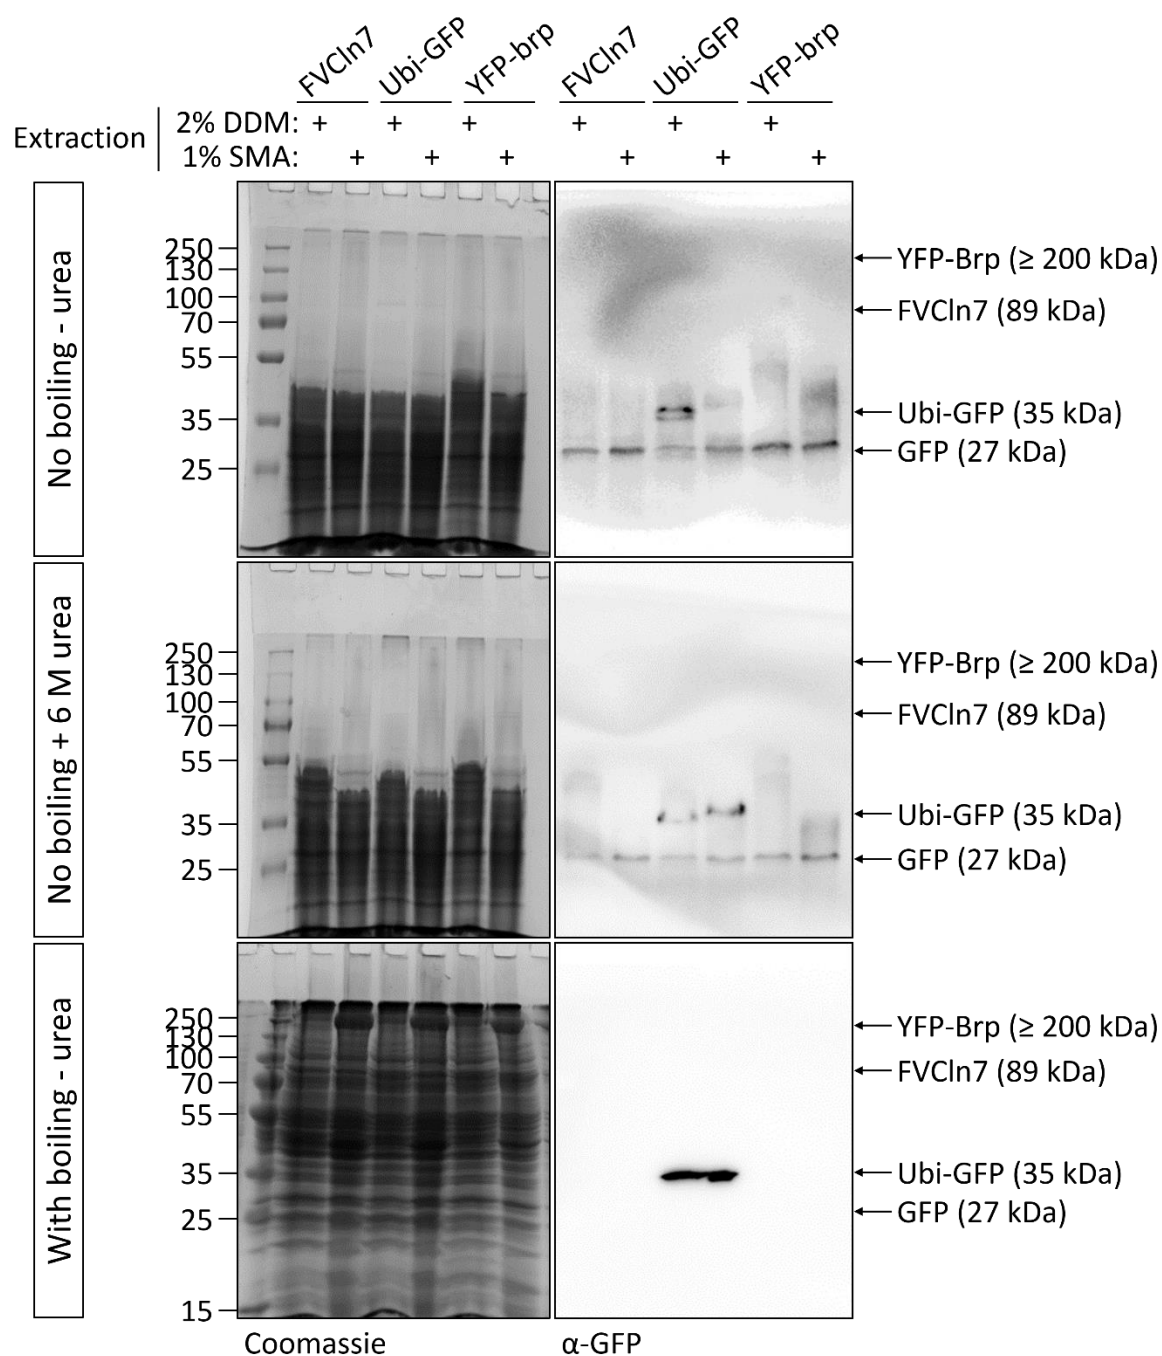 FVCln7 Ubi-GFP YFP-brp FVCln7 Ubi-GFP YFP-brp
Extraction
2% DDM: + + + + + +
1% SMA: + + + + + +
No boiling - urea
250
130
100
70
55
35
25
YFP-Brp (≥ 200 kDa)
FVCln7 (89 kDa)
Ubi-GFP (35 kDa)
GFP (27 kDa)
No boiling + 6 M urea
250
130
100
70
55
35
25
YFP-Brp (≥ 200 kDa)
FVCln7 (89 kDa)
Ubi-GFP (35 kDa)
GFP (27 kDa)
With boiling - urea
250
130
100
70
55
35
25
15
YFP-Brp (≥ 200 kDa)
FVCln7 (89 kDa)
Ubi-GFP (35 kDa)
GFP (27 kDa)
Coomassie α-GFP